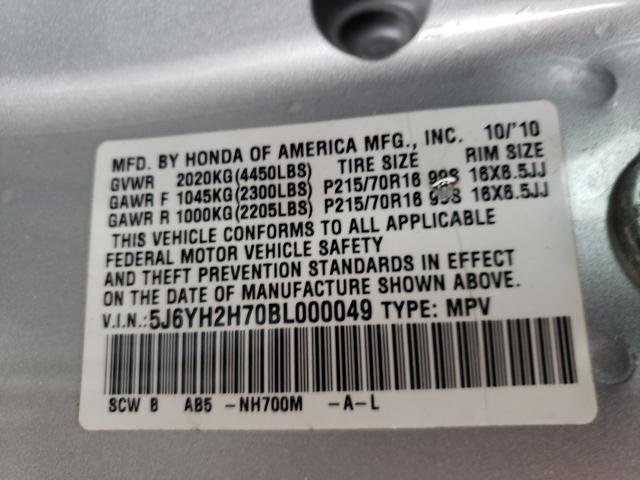 MFD. BY HONDA OF AMERICA MFG., INC. 10/'10
GVWR 2020KG(4450LBS) TIRE SIZE RIM SIZE
GAWR F 1045KG(2300LBS) P215/70R16 99S 16X6.5JJ
GAWR R 1000KG(2205LBS) P215/70R16 99S 16X6.5JJ
THIS VEHICLE CONFORMS TO ALL APPLICABLE
FEDERAL MOTOR VEHICLE SAFETY
AND THEFT PREVENTION STANDARDS IN EFFECT
ON THE DATE OF MANUFACTURE SHOWN ABOVE.
V.I.N.: 5J6YH2H70BL000049 TYPE: MPV
SCW B AB5 -NH700M -A-L